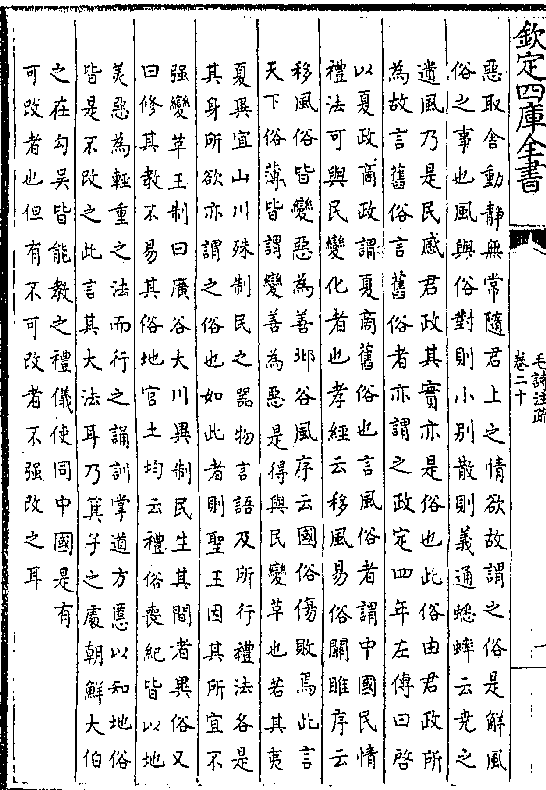 欽定四庫全書
毛詩注疏
卷二十
一
惡取舍動靜無常隨君上之情欲故謂之俗是解風
俗之事也風與俗對則小别散則義通蟋蟀云堯之
遺風乃是民感君政其實亦是俗也此俗由君政所
為故言舊俗言舊俗者亦謂之政定四年左傳曰啓
以夏政商政謂夏商舊俗也言風俗者謂中國民情
禮法可與民變化者也孝經云移風易俗關雎序云
移風俗皆變惡為善邶谷風序云國俗傷敗焉此言
天下俗薄皆謂變善為惡是得與民變革也若其夷
夏異宜山川殊制民之器物言語及所行禮法各是
其身所欲亦謂之俗也如此者則聖王因其所宜不
强變革王制曰廣谷大川異制民生其間者異俗又
曰修其教不易其俗地官土均云禮俗喪紀皆以地
羙惡為輕重之法而行之誦訓掌道方慝以知地俗
皆是不改之此言其大法耳乃箕子之處朝鮮大伯
之在勾吳皆能教之禮儀使同中國是有
可改者也但有不可改者不强改之耳